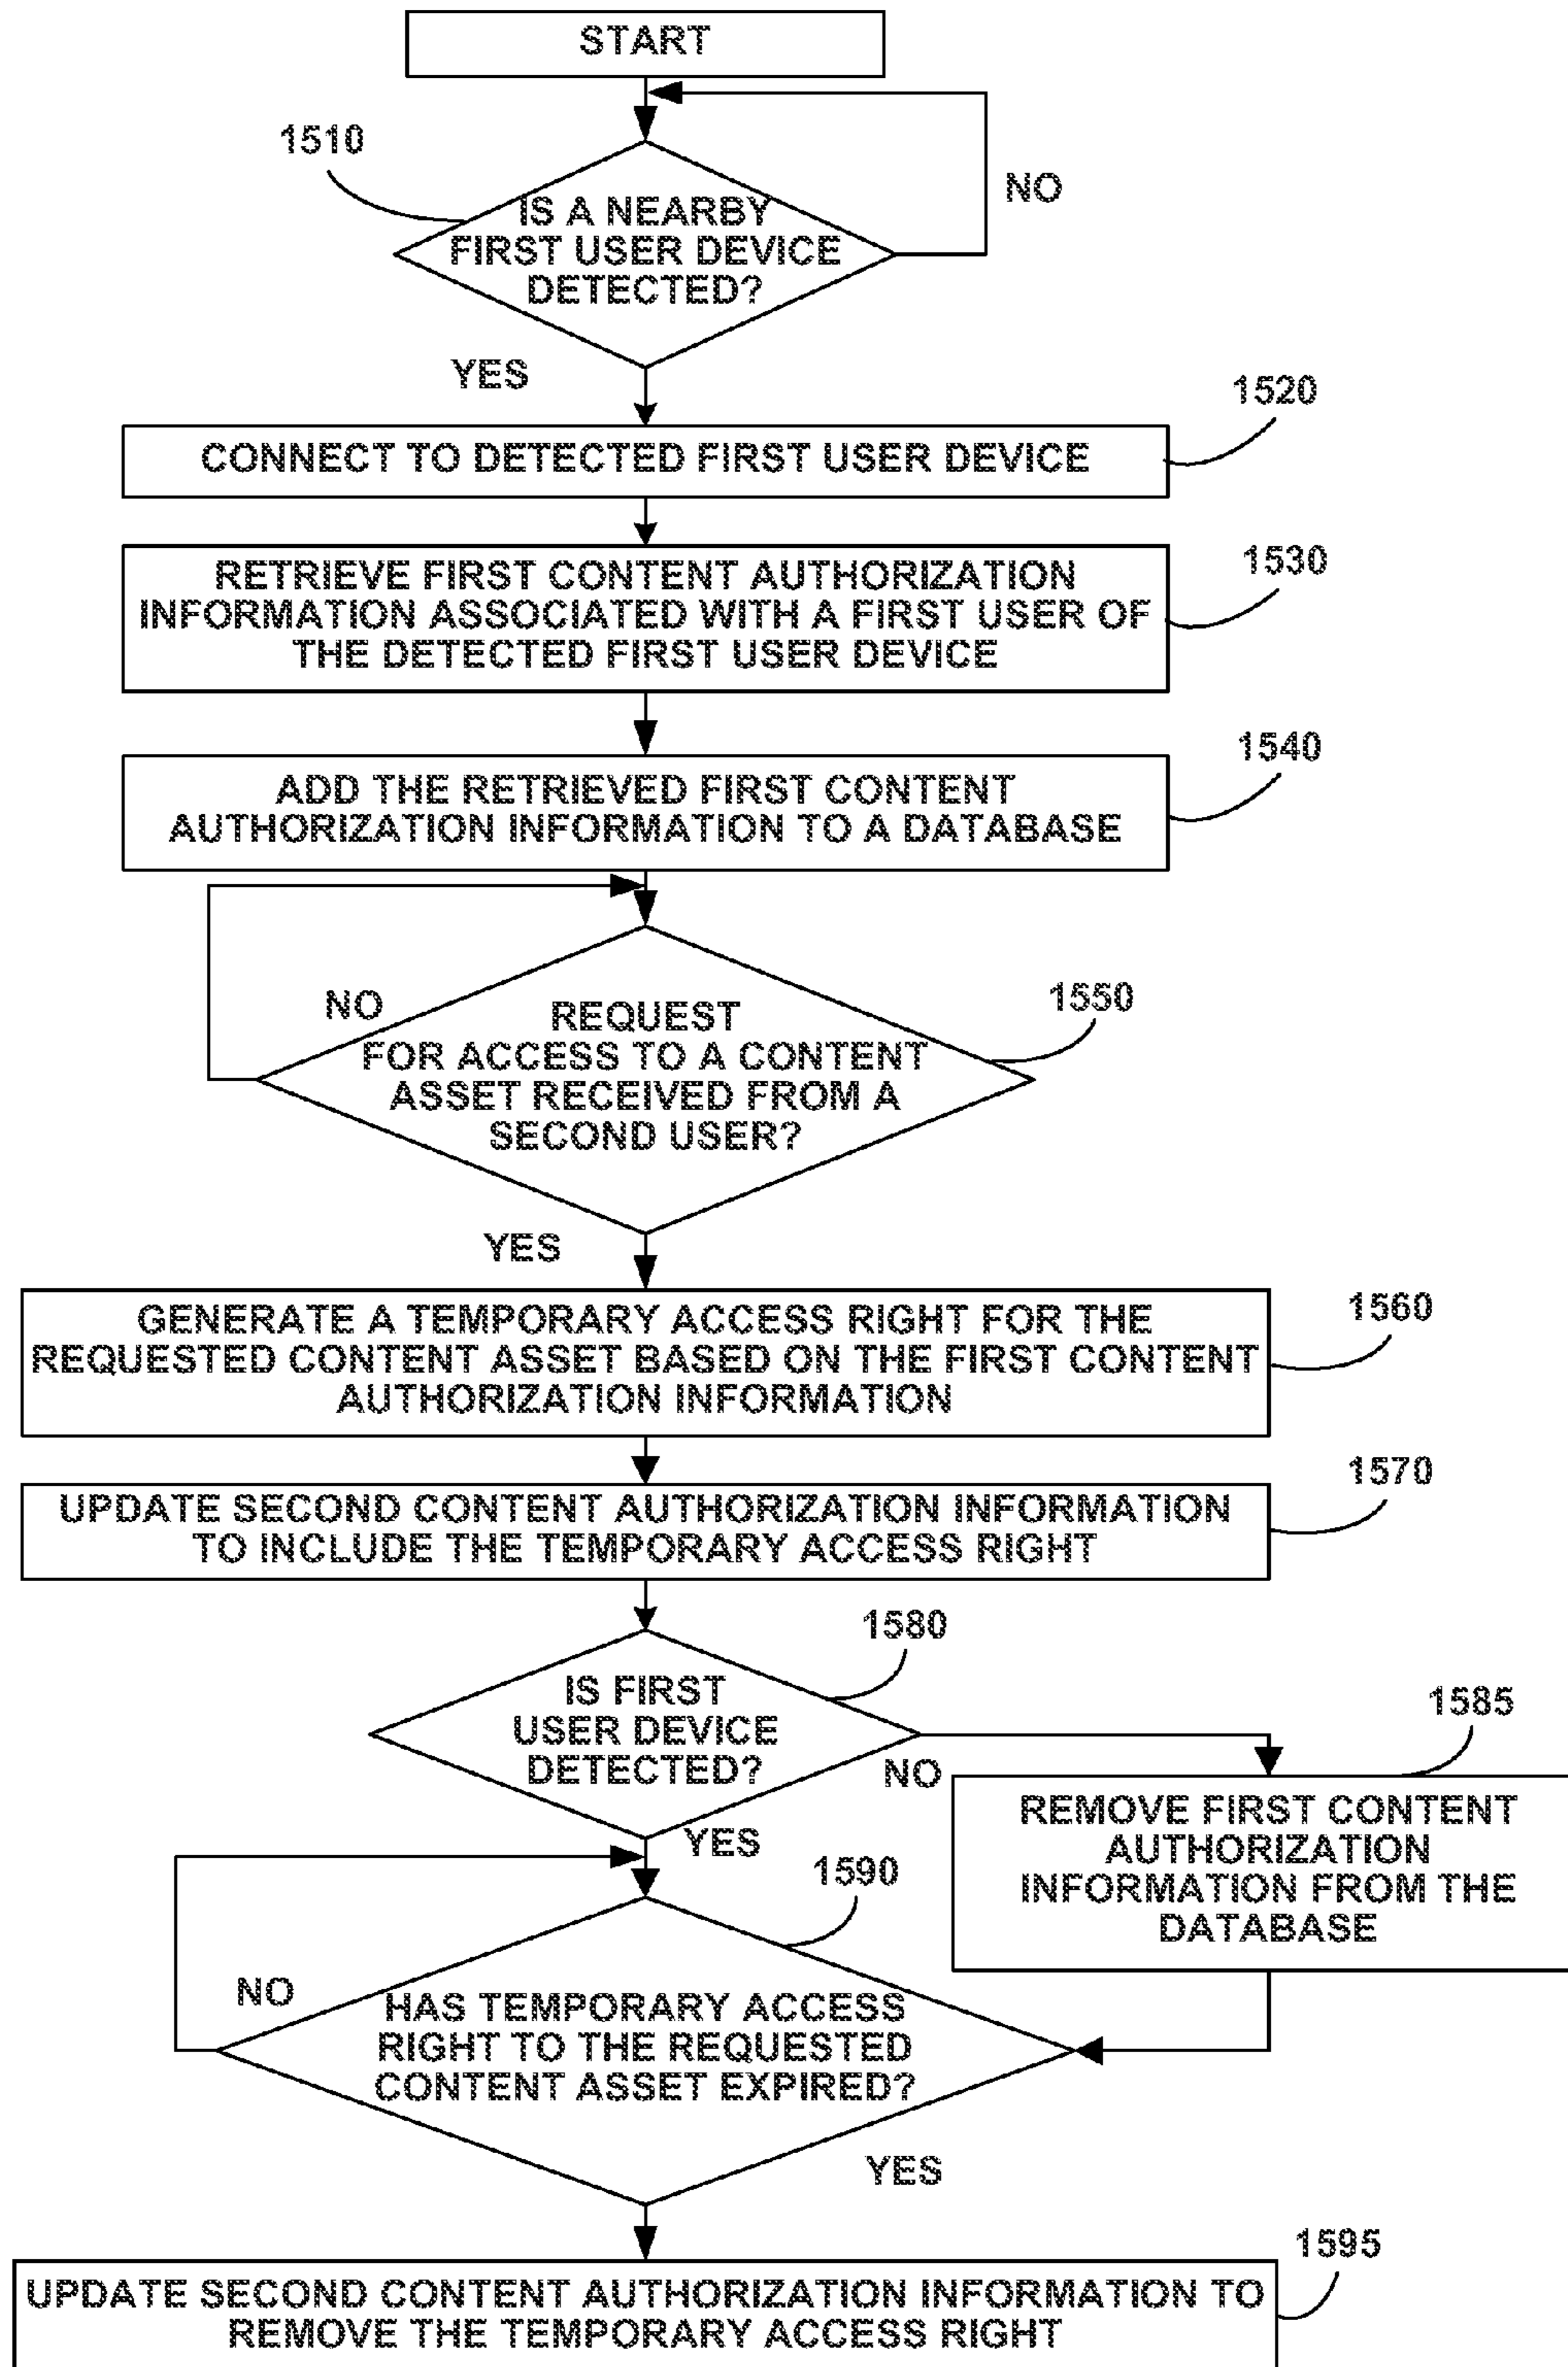 START
1510
NO
IS A NEARBY
FIRST USER DEVICE
DETECTED?
YES
1520
CONNECT TO DETECTED FIRST USER DEVICE
1530
RETRIEVE FIRST CONTENT AUTHORIZATION
INFORMATION ASSOCIATED WITH A FIRST USER OF
THE DETECTED FIRST USER DEVICE
1540
ADD THE RETRIEVED FIRST CONTENT
AUTHORIZATION INFORMATION TO A DATABASE
NO
1550
REQUEST
FOR ACCESS TO A CONTENT
ASSET RECEIVED FROM A
SECOND USER?
YES
1560
GENERATE A TEMPORARY ACCESS RIGHT FOR THE
REQUESTED CONTENT ASSET BASED ON THE FIRST CONTENT
AUTHORIZATION INFORMATION
1570
UPDATE SECOND CONTENT AUTHORIZATION INFORMATION
TO INCLUDE THE TEMPORARY ACCESS RIGHT
1580
IS FIRST
USER DEVICE
DETECTED?
NO
1585
REMOVE FIRST CONTENT
AUTHORIZATION
INFORMATION FROM THE
DATABASE
YES
1590
NO
HAS TEMPORARY ACCESS
RIGHT TO THE REQUESTED
CONTENT ASSET EXPIRED?
YES
1595
UPDATE SECOND CONTENT AUTHORIZATION INFORMATION TO
REMOVE THE TEMPORARY ACCESS RIGHT